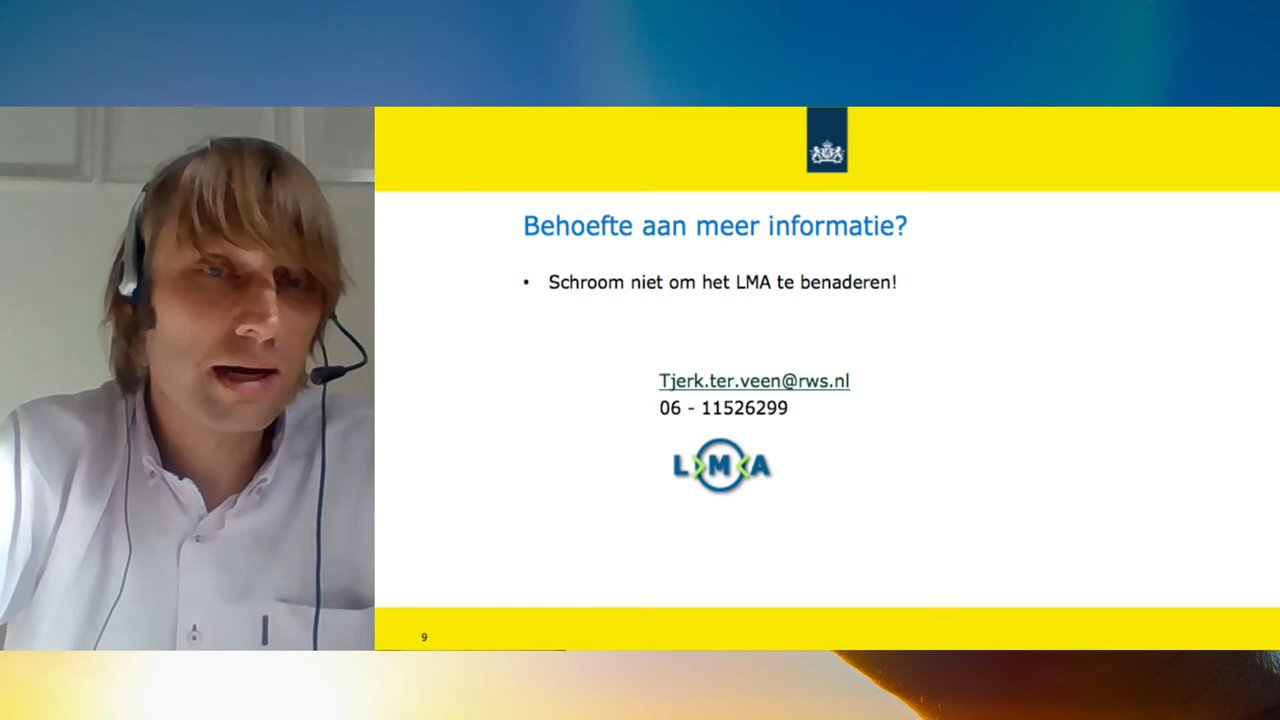 Behoefte aan meer informatie?
• Schroom niet om het LMA te benaderen!
Tjerk.ter.veen@rws.nl
06 - 11526299
LMA
9